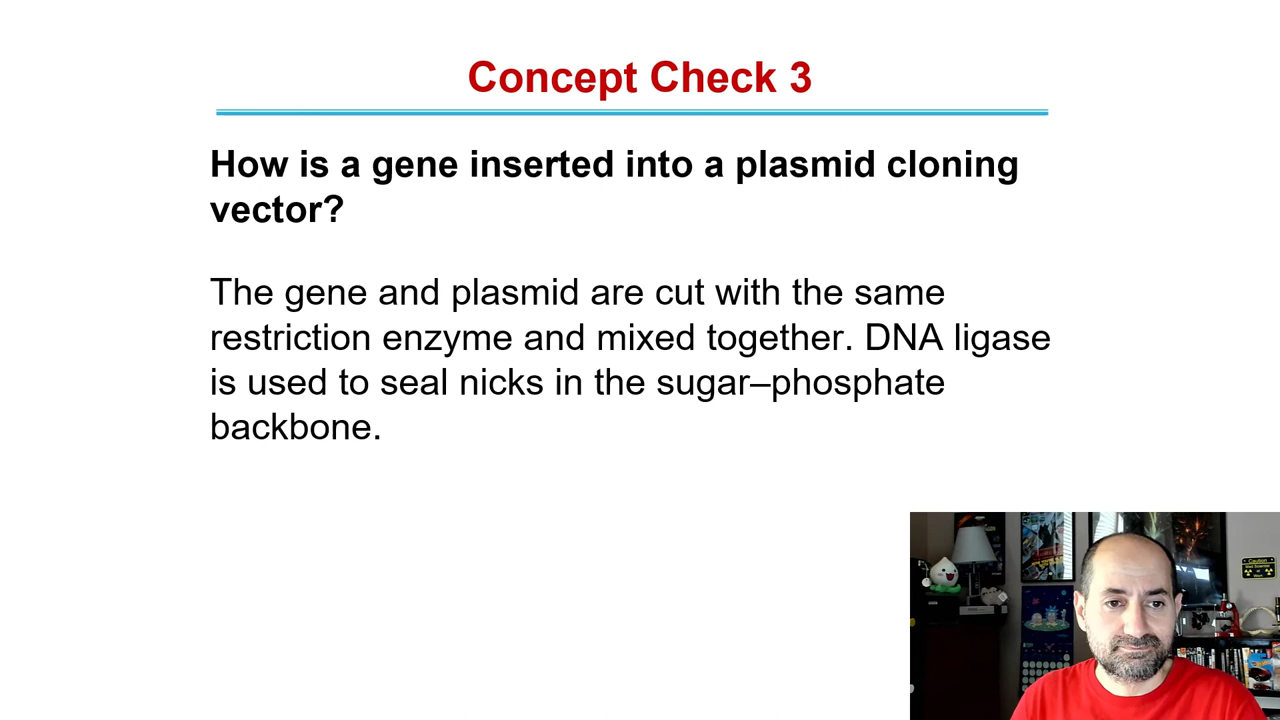 Concept Check 3
How is a gene inserted into a plasmid cloning
vector?
The gene and plasmid are cut with the same
restriction enzyme and mixed together. DNA ligase
is used to seal nicks in the sugar–phosphate
backbone.
Caution